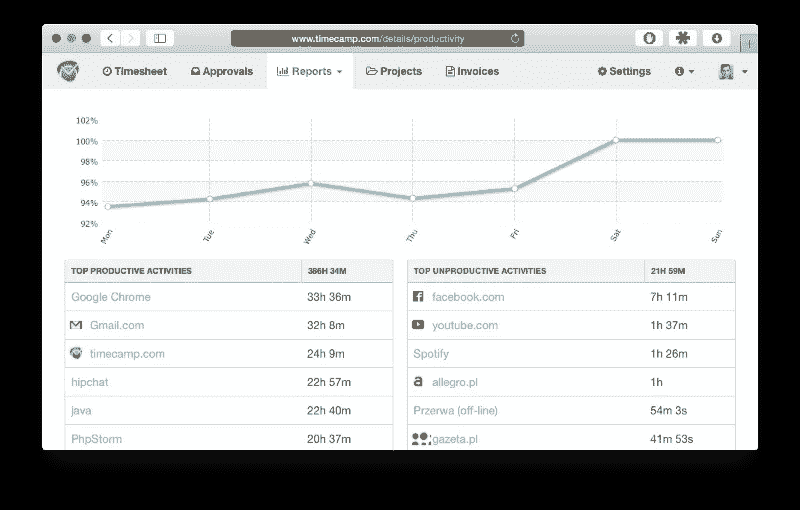 www.timecamp.com/details/productivity
Timesheet Approvals Reports Projects Invoices Settings
102%
100%
98%
96%
94%
92%
Mon Tue Wed Thu Fri Sat Sun
TOP PRODUCTIVE ACTIVITIES 386H 34M
Google Chrome 33h 36m
Gmail.com 32h 8m
timecamp.com 24h 9m
hipchat 22h 57m
java 22h 40m
PhpStorm 20h 37m
TOP UNPRODUCTIVE ACTIVITIES 21H 59M
facebook.com 7h 11m
youtube.com 1h 37m
Spotify 1h 26m
allegro.pl 1h
Przerwa (off-line) 54m 3s
gazeta.pl 41m 53s